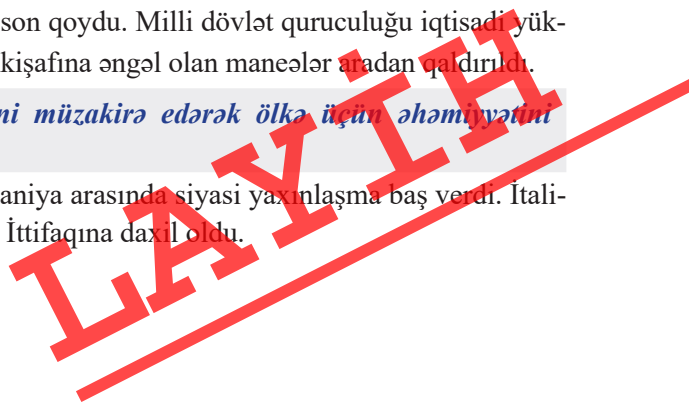 son qoydu. Milli dövlət quruculuğu iqtisadi yük-
kişafına əngəl olan maneələr aradan qaldırıldı.
ni müzakirə edərək ölkə üçün əhəmiyyətini
aniya arasında siyasi yaxınlaşma baş verdi. İtali-
İttifaqına daxil oldu.
LAYİH